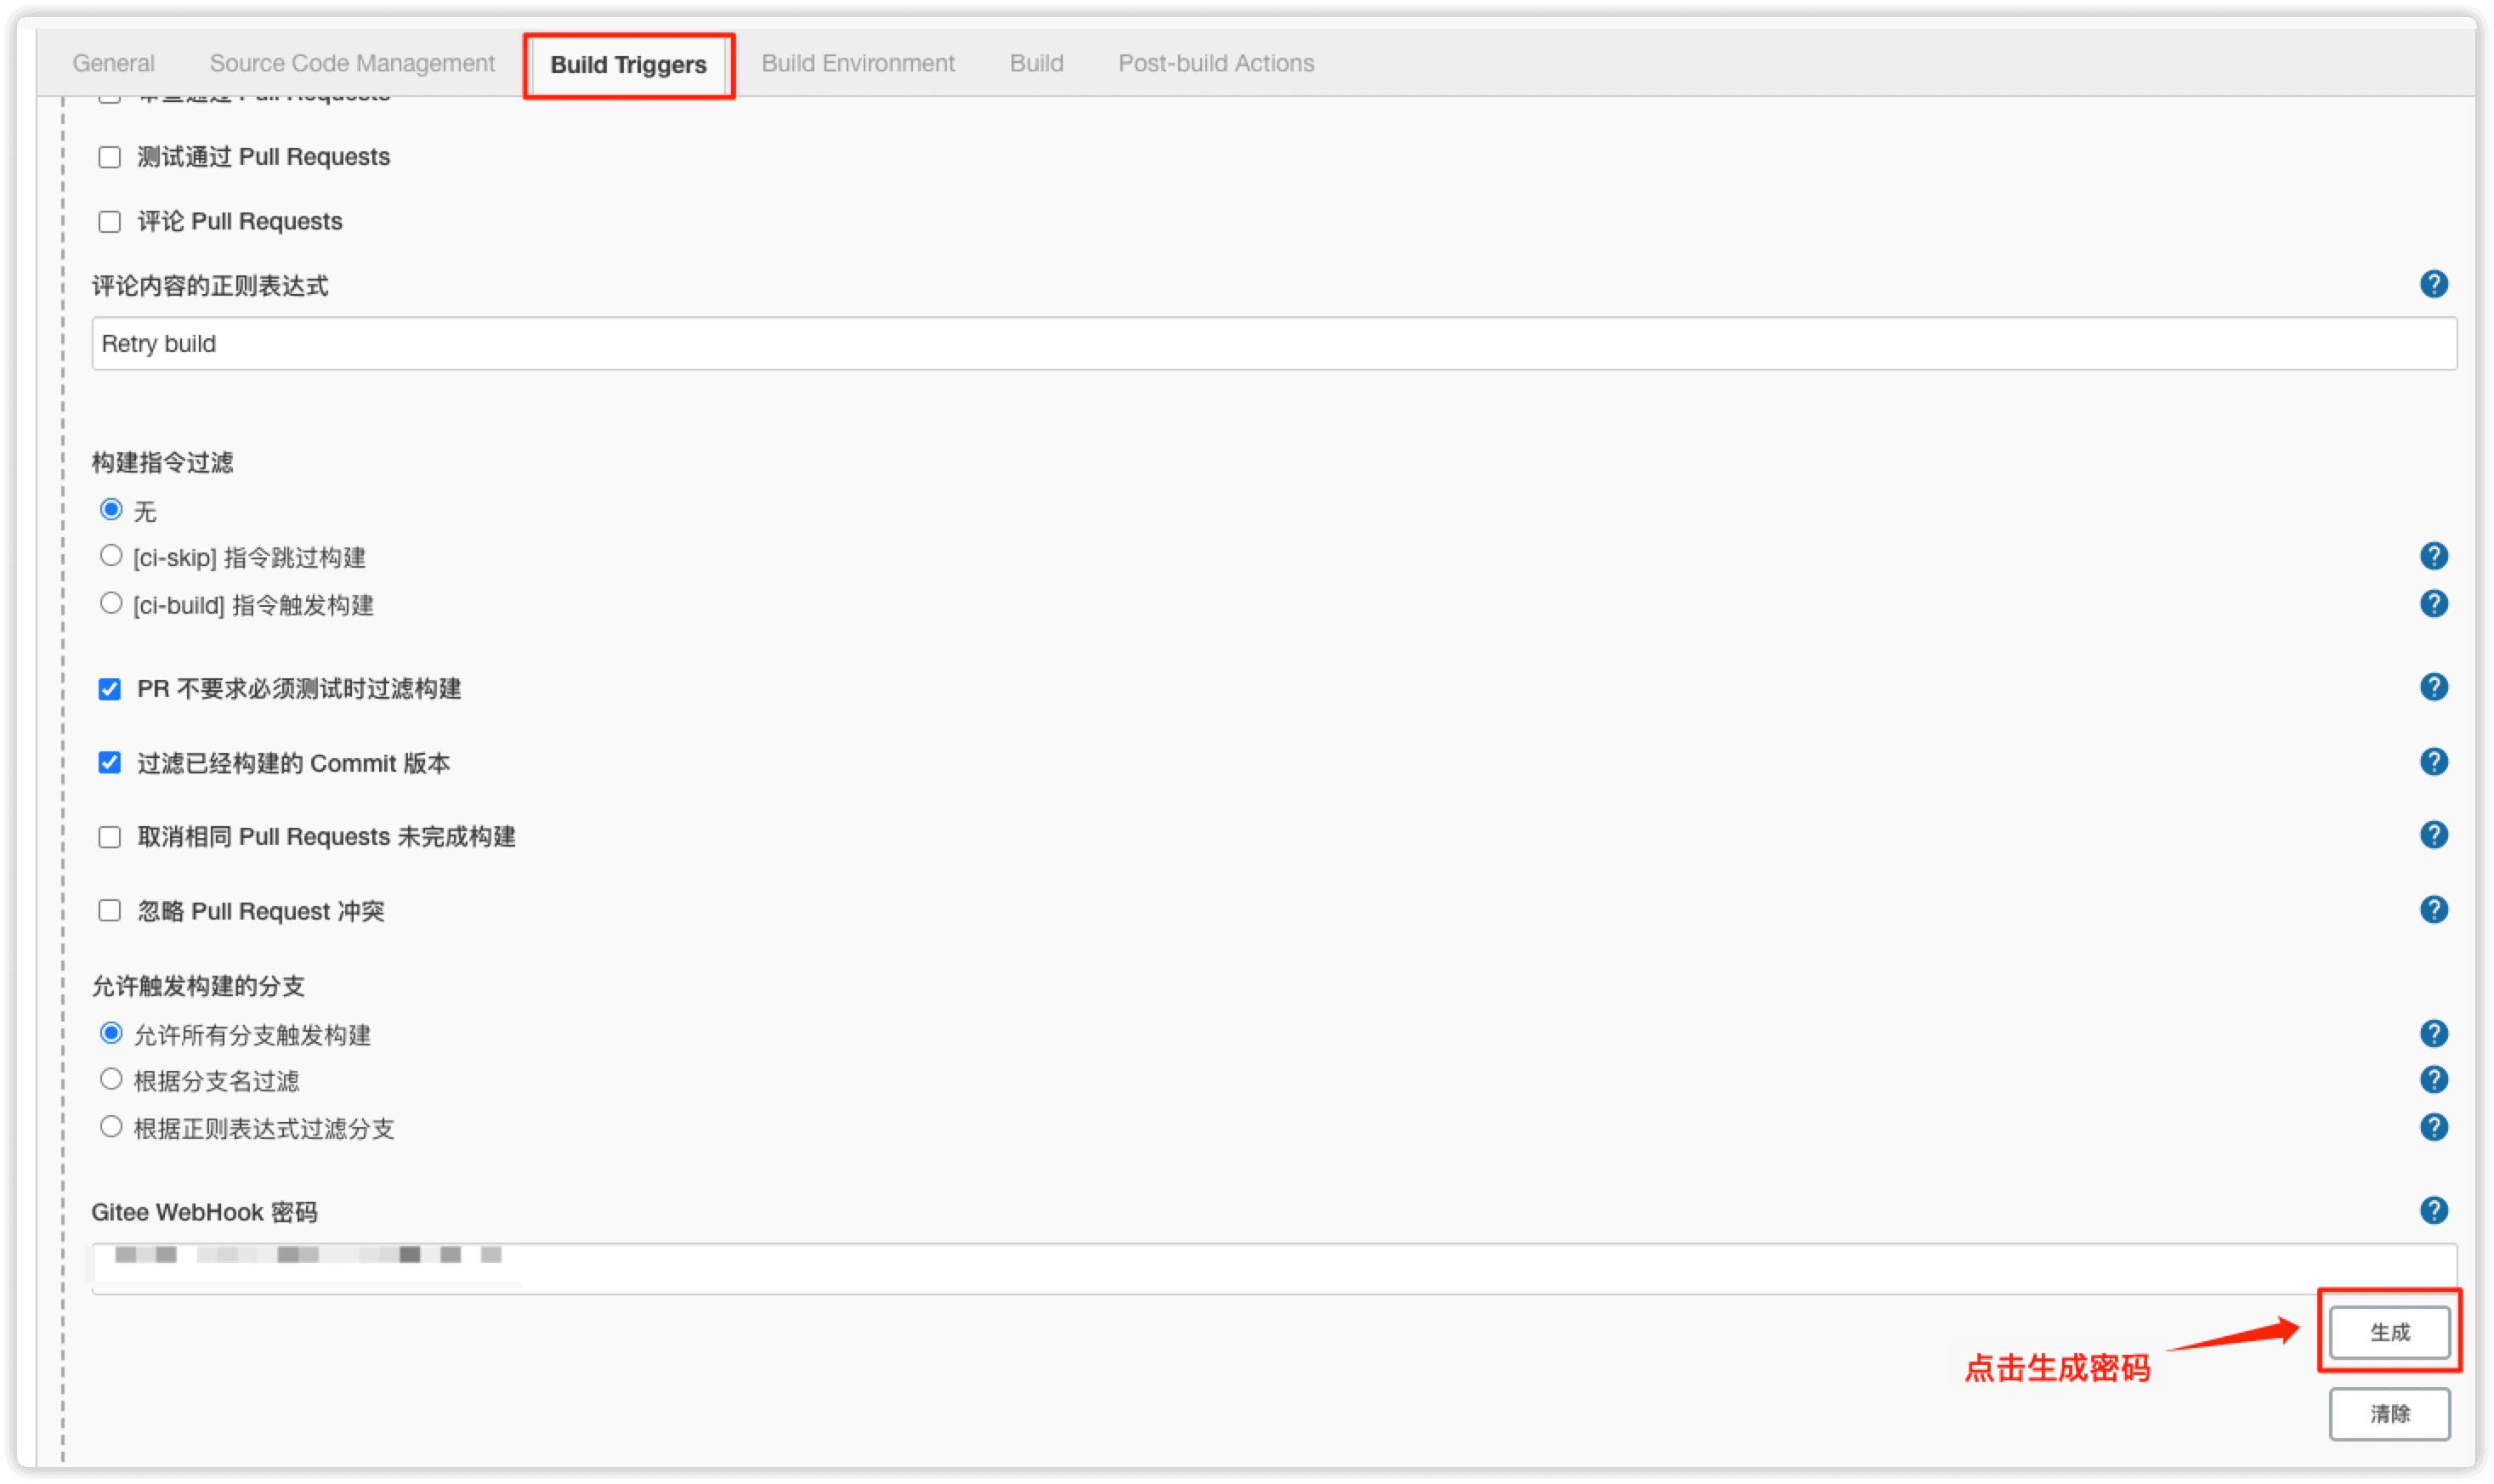 General
Source Code Management
Build Triggers
Build Environment
Build
Post-build Actions
测试通过 Pull Requests
评论 Pull Requests
评论内容的正则表达式
Retry build
构建指令过滤
无
[ci-skip] 指令跳过构建
[ci-build] 指令触发构建
PR 不要求必须测试时过滤构建
过滤已经构建的 Commit 版本
取消相同 Pull Requests 未完成构建
忽略 Pull Request 冲突
允许触发构建的分支
允许所有分支触发构建
根据分支名过滤
根据正则表达式过滤分支
Gitee WebHook 密码
生成
点击生成密码
清除